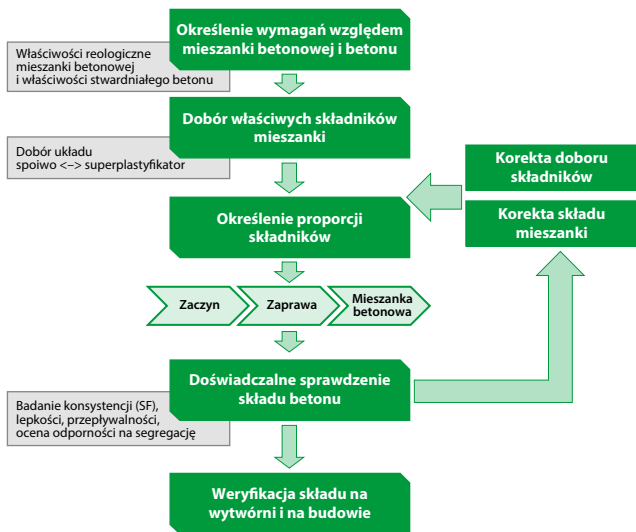 Określenie wymagań względem
mieszanki betonowej i betonu
Właściwości reologiczne
mieszanki betonowej
i właściwości stwardniałego betonu
Dobór właściwych składników
mieszanki
Dobór układu
spoiwo <–> superplastyfikator
Korekta doboru
składników
Korekta składu
mieszanki
Określenie proporcji
składników
Zaczyn
Zaprawa
Mieszanka
betonowa
Doświadczalne sprawdzenie
składu betonu
Badanie konsystencji (SF),
lepkości, przepływalności,
ocena odporności na segregację
Weryfikacja składu na
wytwórni i na budowie